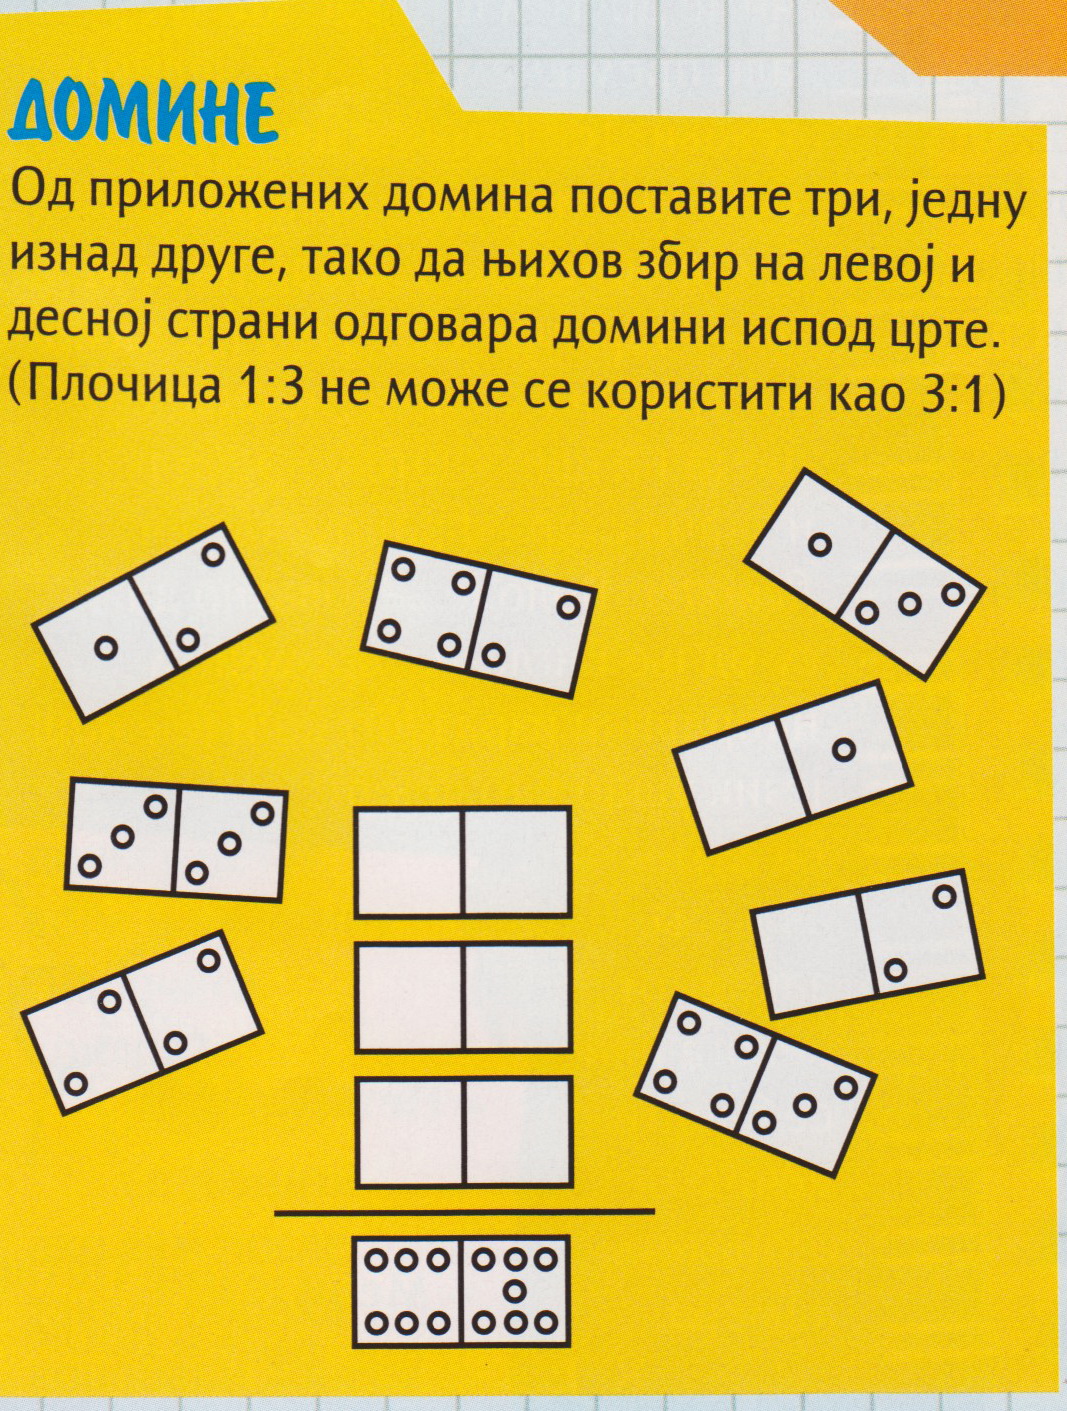 ДОМИНЕ
Од приложених домина поставите три, једну
изнад друге, тако да њихов збир на левој и
десној страни одговара домини испод црте.
(Плочица 1:3 не може се користити као 3:1)